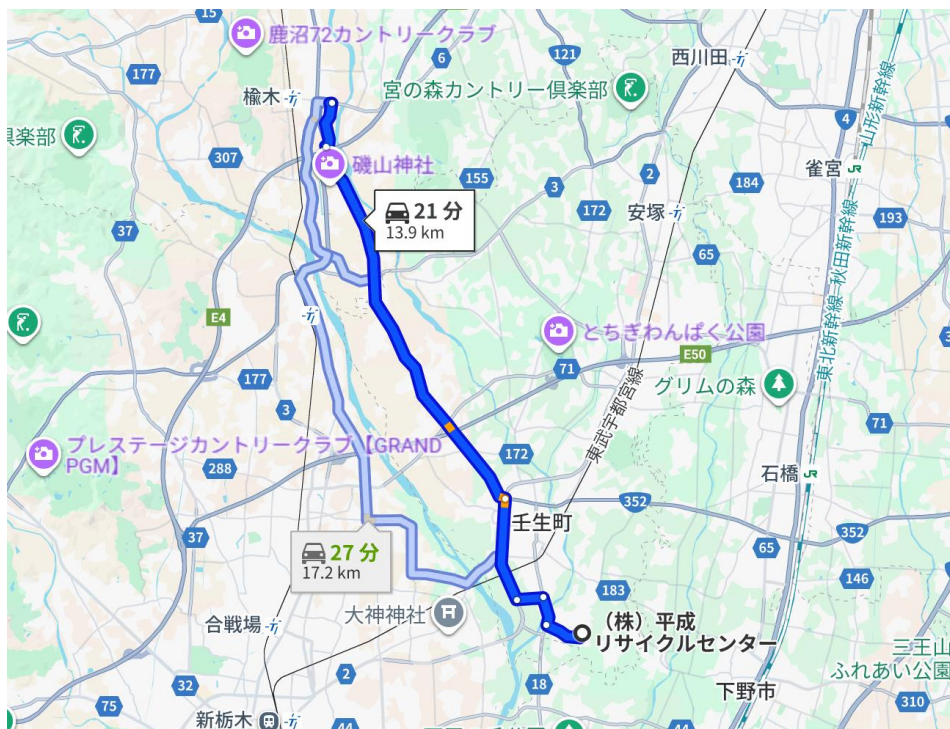 15
鹿沼72カントリークラブ
177
6
121
西川田
楡木
宮の森カントリー倶楽部
4
山形新幹線
倶楽部
307
磯山神社
155
3
2
184
雀宮
JR
172
安塚
193
37
21 分
13.9 km
65
秋田新幹線
東北新幹線
E4
とちぎわんぱく公園
E50
71
グリムの森
177
3
東武宇都宮線
71
プレステージカントリークラブ【GRAND
PGM】
288
172
石橋
JR
352
壬生町
352
37
65
27 分
17.2 km
146
183
大神神社
合戦場
(株) 平成
リサイクルセンター
三王山
ふれあい公園
2
32
18
下野市
75
310
新栃木
44
44